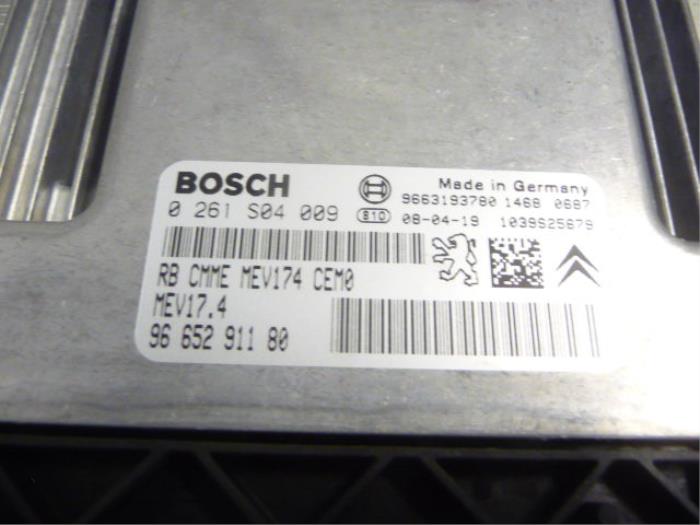 BOSCH
Made in Germany
9663193780 1468 0687
0 261 S04 009 810 08-04-19 1039S25679
RB CMME MEV174 CEM0
MEV17.4
96 652 911 80